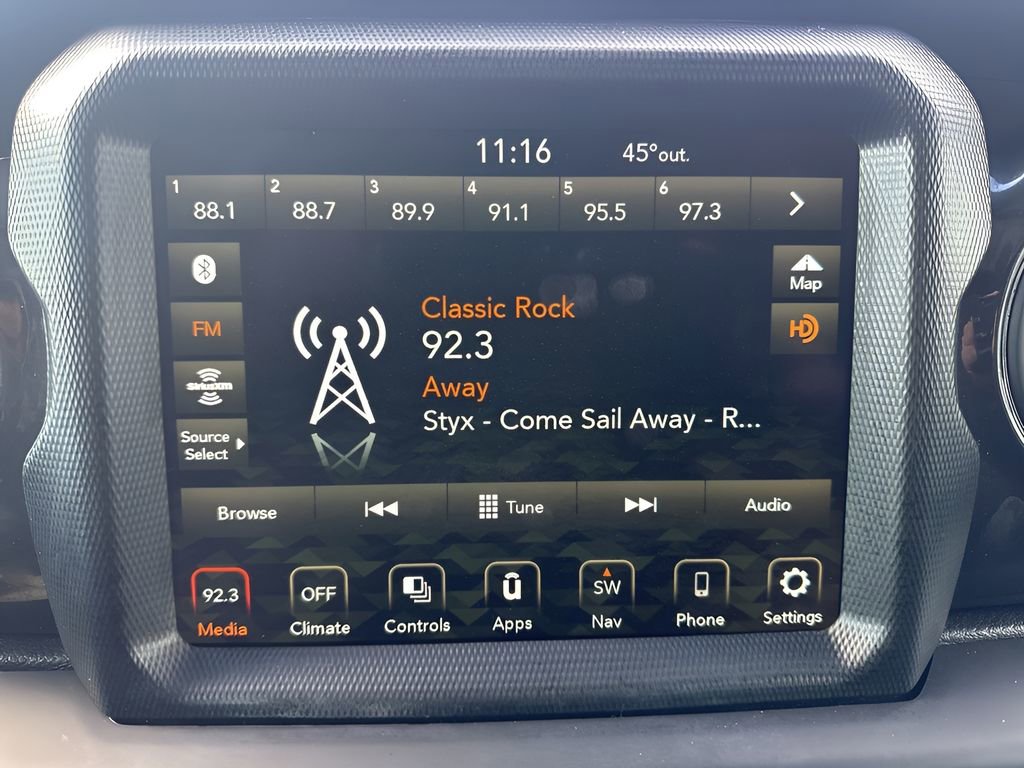 11:16 45°out.
1 2 3 4 5 6
88.1 88.7 89.9 91.1 95.5 97.3
Map
FM
HD
Classic Rock
92.3
SiriusXM
Away
Styx - Come Sail Away - R...
Source
Select
Browse Tune Audio
92.3 OFF ū SW
Media Climate Controls Apps Nav Phone Settings